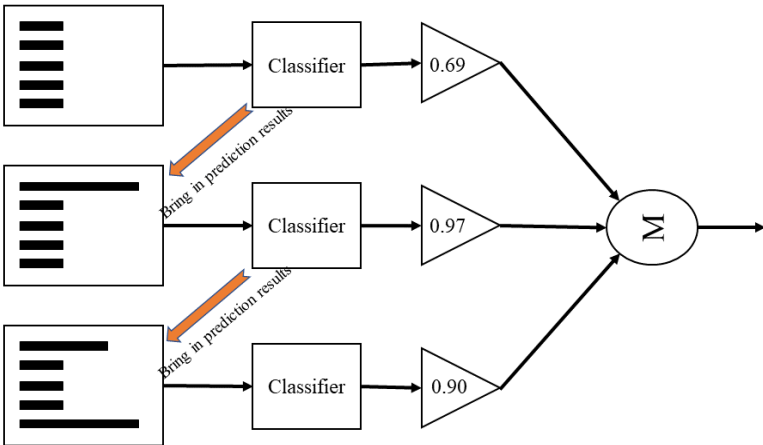 Classifier
0.69
Bring in prediction results
Classifier
0.97
M
Bring in prediction results
Classifier
0.90